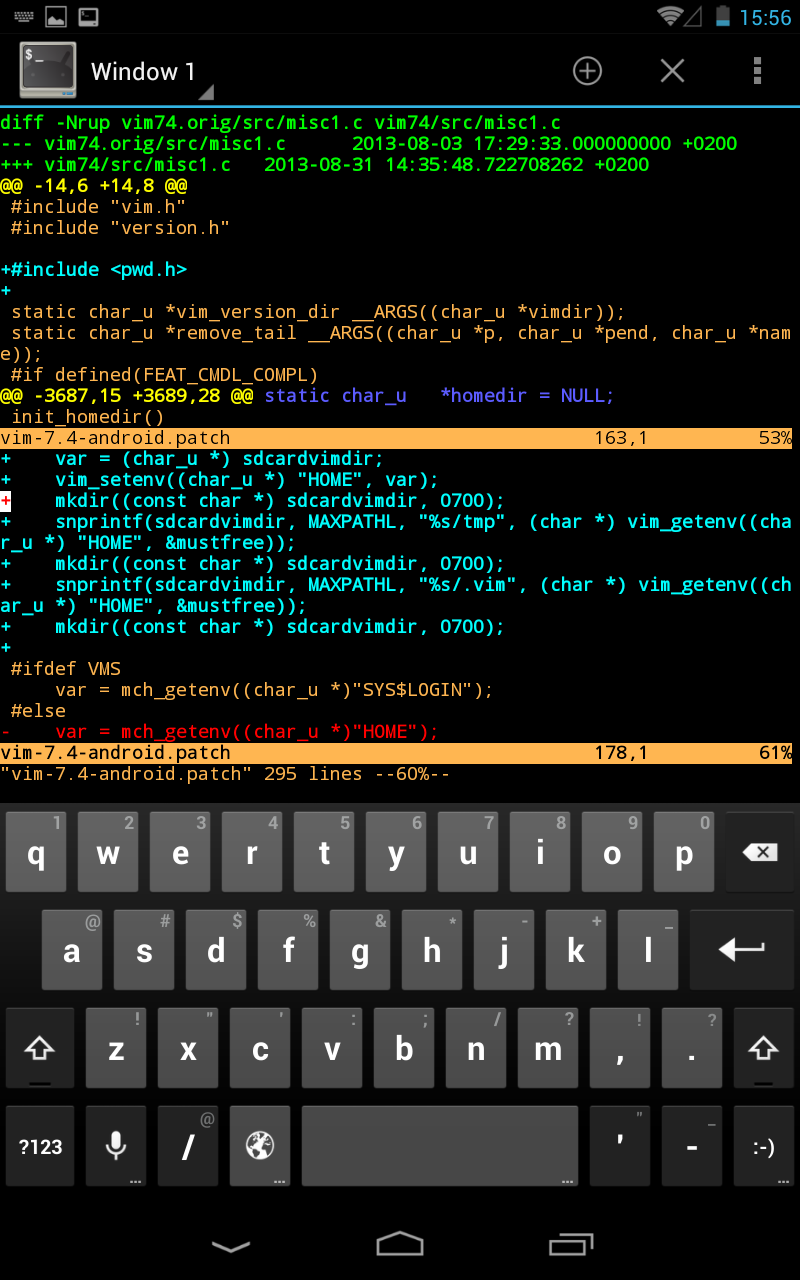 15:56
$ _
Window 1
diff -Nrup vim74.orig/src/misc1.c vim74/src/misc1.c
--- vim74.orig/src/misc1.c      2013-08-03 17:29:33.000000000 +0200
+++ vim74/src/misc1.c   2013-08-31 14:35:48.722708262 +0200
@@ -14,6 +14,8 @@
 #include "vim.h"
 #include "version.h"
+#include <pwd.h>
+
 static char_u *vim_version_dir __ARGS((char_u *vimdir));
 static char_u *remove_tail __ARGS((char_u *p, char_u *pend, char_u *nam
e));
 #if defined(FEAT_CMDL_COMPL)
@@ -3687,15 +3689,28 @@ static char_u   *homedir = NULL;
 init_homedir()
vim-7.4-android.patch                                 163,1          53%
+    var = (char_u *) sdcardvimdir;
+    vim_setenv((char_u *) "HOME", var);
+    mkdir((const char *) sdcardvimdir, 0700);
+    snprintf(sdcardvimdir, MAXPATHL, "%s/tmp", (char *) vim_getenv((cha
r_u *) "HOME", &mustfree));
+    mkdir((const char *) sdcardvimdir, 0700);
+    snprintf(sdcardvimdir, MAXPATHL, "%s/.vim", (char *) vim_getenv((ch
ar_u *) "HOME", &mustfree));
+    mkdir((const char *) sdcardvimdir, 0700);
+
 #ifdef VMS
     var = mch_getenv((char_u *)"SYS$LOGIN");
 #else
-    var = mch_getenv((char_u *)"HOME");
vim-7.4-android.patch                                 178,1          61%
"vim-7.4-android.patch" 295 lines --60%--
1 2 3 4 5 6 7 8 9 0
q w e r t y u i o p
@ # $ % & * - + _
a s d f g h j k l
! " ' : ; / ? ! ?
z x c v b n m , .
@ " _
?123 / ' - :-)
... ... ... ...